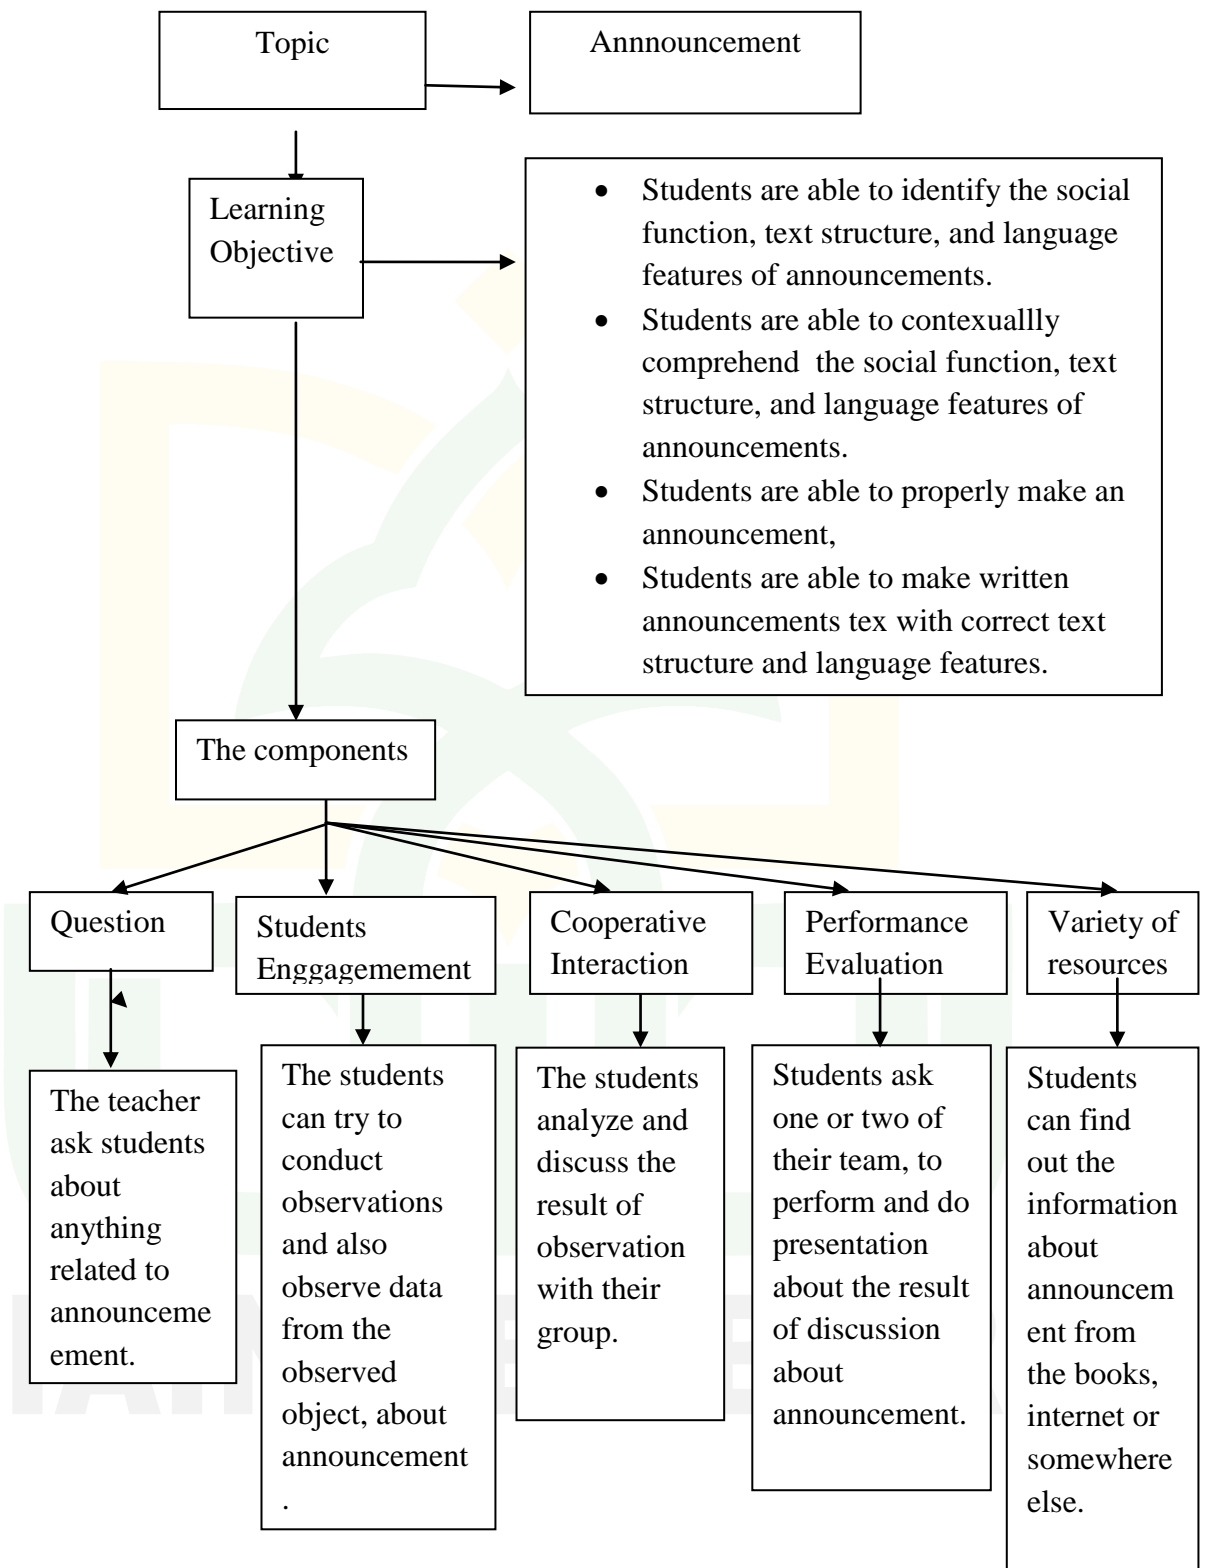 Topic
Annnouncement
Learning
Objective
• Students are able to identify the social
function, text structure, and language
features of announcements.
• Students are able to contexuallly
comprehend the social function, text
structure, and language features of
announcements.
• Students are able to properly make an
announcement,
• Students are able to make written
announcements tex with correct text
structure and language features.
The components
Question
Students
Enggagemement
Cooperative
Interaction
Performance
Evaluation
Variety of
resources
The teacher
ask students
about
anything
related to
announceme
ement.
The students
can try to
conduct
observations
and also
observe data
from the
observed
object, about
announcement
.
The students
analyze and
discuss the
result of
observation
with their
group.
Students ask
one or two of
their team, to
perform and do
presentation
about the result
of discussion
about
announcement.
Students
can find
out the
information
about
announcem
ent from
the books,
internet or
somewhere
else.